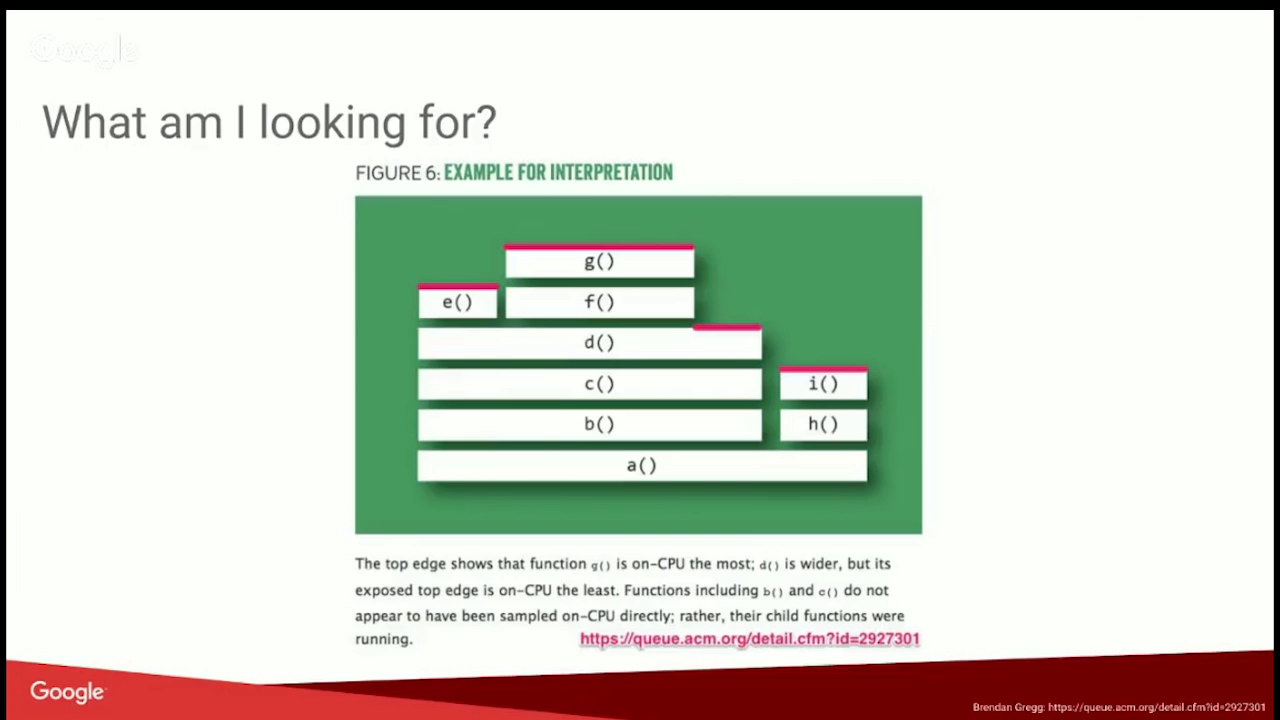 Google
What am I looking for?
FIGURE 6: EXAMPLE FOR INTERPRETATION
g()
e() f()
d()
c() i()
b() h()
a()
The top edge shows that function g() is on-CPU the most; d() is wider, but its
exposed top edge is on-CPU the least. Functions including b() and c() do not
appear to have been sampled on-CPU directly; rather, their child functions were
running. https://queue.acm.org/detail.cfm?id=2927301
Google
Brendan Gregg: https://queue.acm.org/detail.cfm?id=2927301